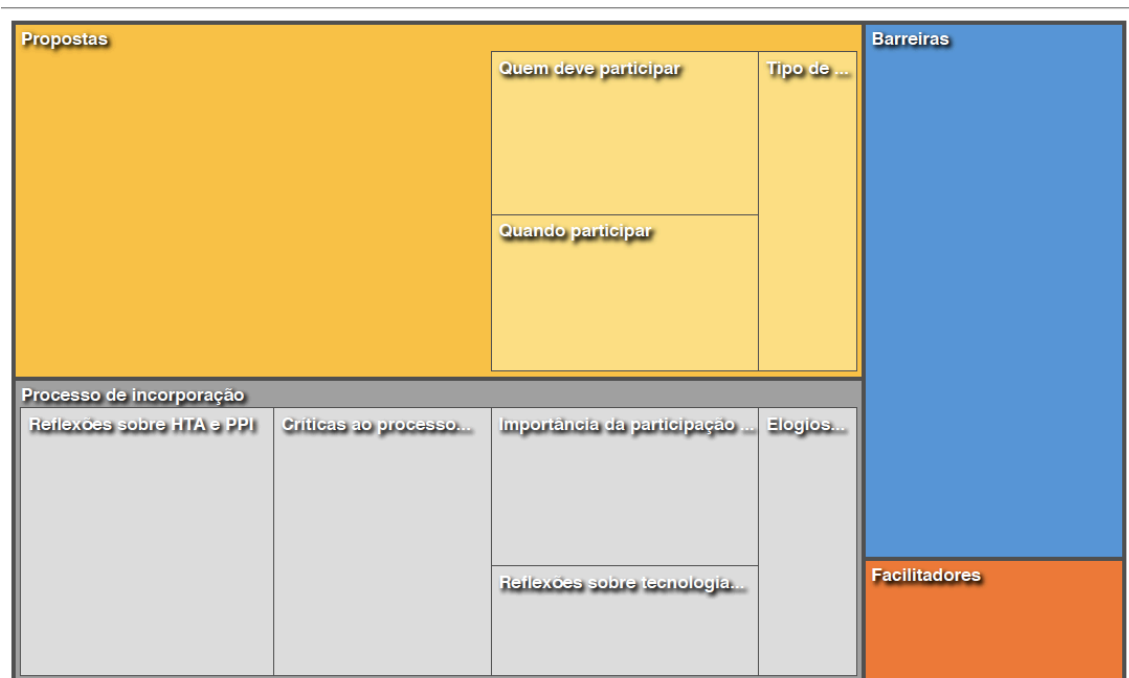 Propostas
Quem deve participar
Tipo de ...
Quando participar
Barreiras
Processo de incorporação
Reflexões sobre HTA e PPI
Críticas ao processo...
Importância da participação ...
Elogios...
Reflexões sobre tecnologia...
Facilitadores